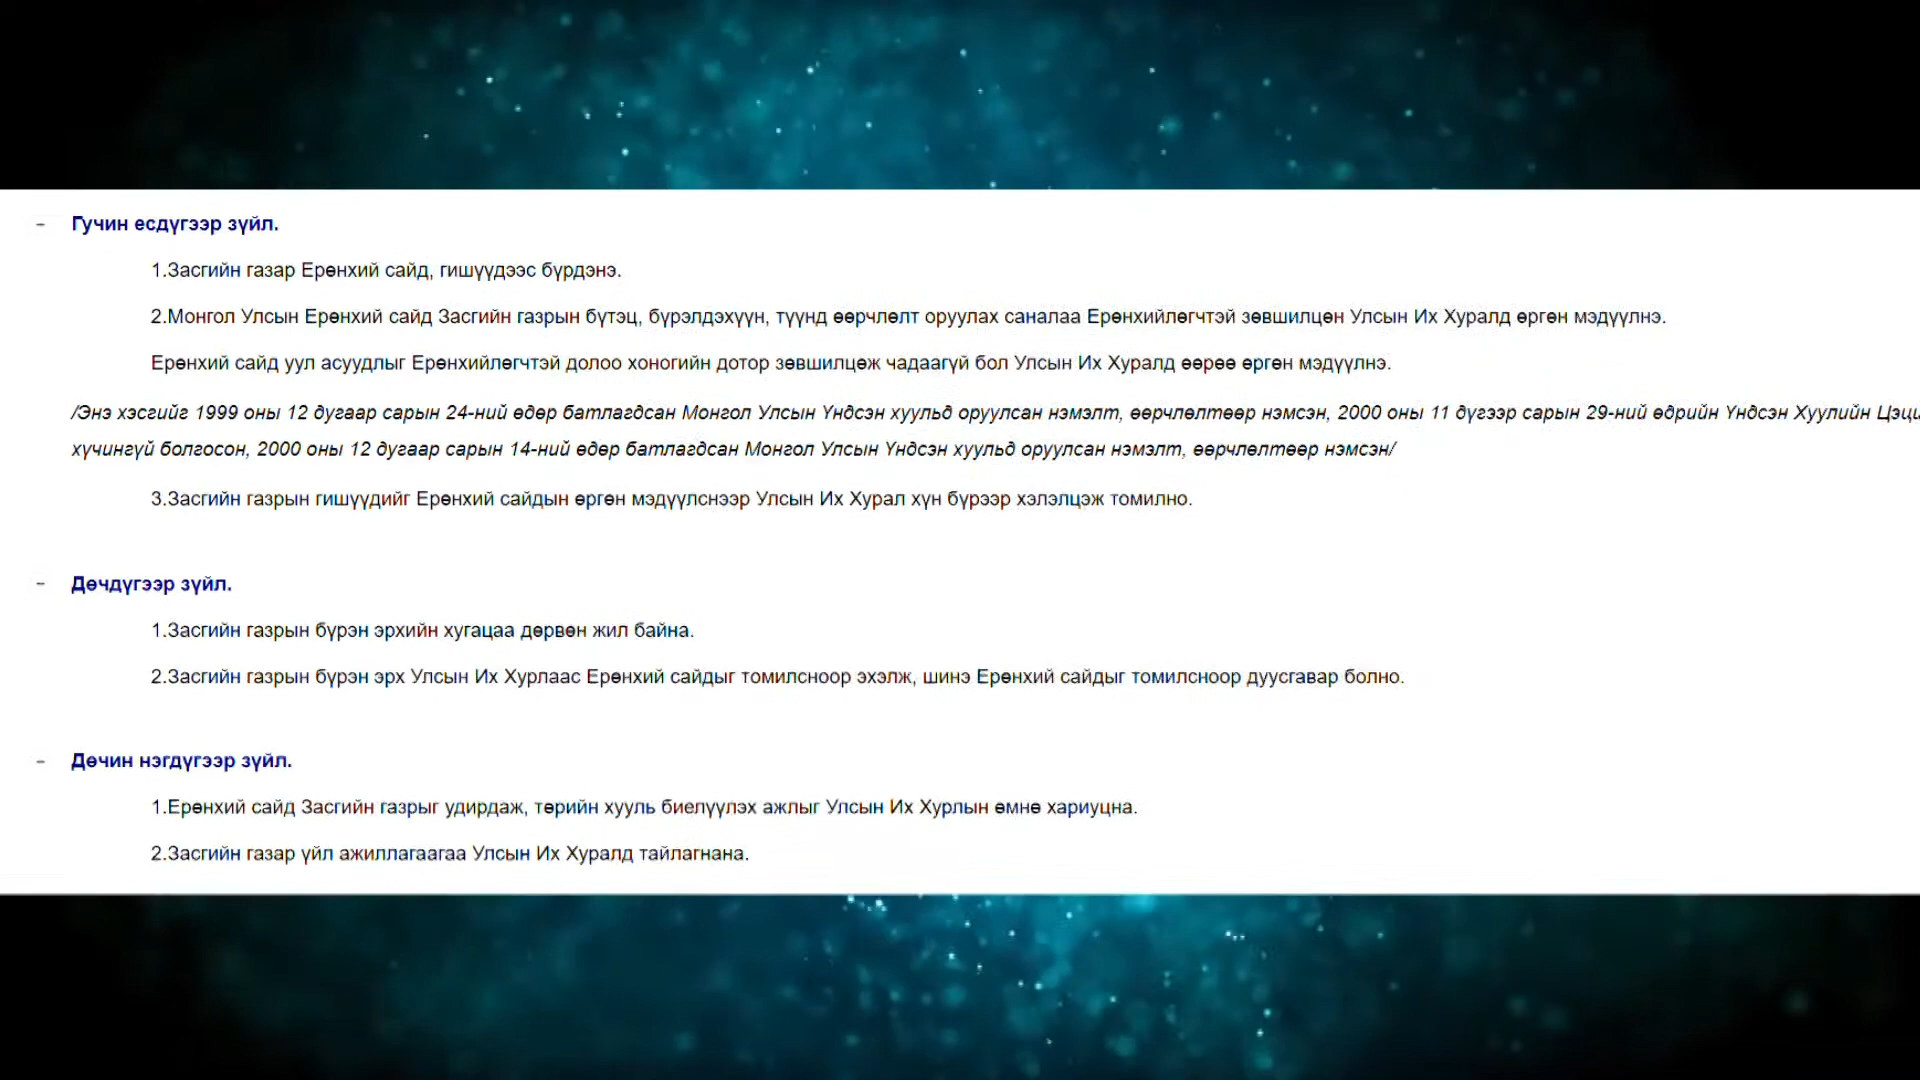 - Гучин есдүгээр зүйл.
1.Засгийн газар Ерөнхий сайд, гишүүдээс бүрдэнэ.
2.Монгол Улсын Ерөнхий сайд Засгийн газрын бүтэц, бүрэлдэхүүн, түүнд өөрчлөлт оруулах саналаа Ерөнхийлөгчтэй зөвшилцөн Улсын Их Хуралд өргөн мэдүүлнэ.
Ерөнхий сайд уул асуудлыг Ерөнхийлөгчтэй долоо хоногийн дотор зөвшилцөж чадаагүй бол Улсын Их Хуралд өөрөө өргөн мэдүүлнэ.
/Энэ хэсгийг 1999 оны 12 дугаар сарын 24-ний өдөр батлагдсан Монгол Улсын Үндсэн хуульд оруулсан нэмэлт, өөрчлөлтөөр нэмсэн, 2000 оны 11 дүгээр сарын 29-ний өдрийн Үндсэн Хуулийн Цэци
хүчингүй болгосон, 2000 оны 12 дугаар сарын 14-ний өдөр батлагдсан Монгол Улсын Үндсэн хуульд оруулсан нэмэлт, өөрчлөлтөөр нэмсэн/
3.Засгийн газрын гишүүдийг Ерөнхий сайдын өргөн мэдүүлснээр Улсын Их Хурал хүн бүрээр хэлэлцэж томилно.
- Дөчдүгээр зүйл.
1.Засгийн газрын бүрэн эрхийн хугацаа дөрвөн жил байна.
2.Засгийн газрын бүрэн эрх Улсын Их Хурлаас Ерөнхий сайдыг томилсноор эхэлж, шинэ Ерөнхий сайдыг томилсноор дуусгавар болно.
- Дөчин нэгдүгээр зүйл.
1.Ерөнхий сайд Засгийн газрыг удирдаж, төрийн хууль биелүүлэх ажлыг Улсын Их Хурлын өмнө хариуцна.
2.Засгийн газар үйл ажиллагаагаа Улсын Их Хуралд тайлагнана.